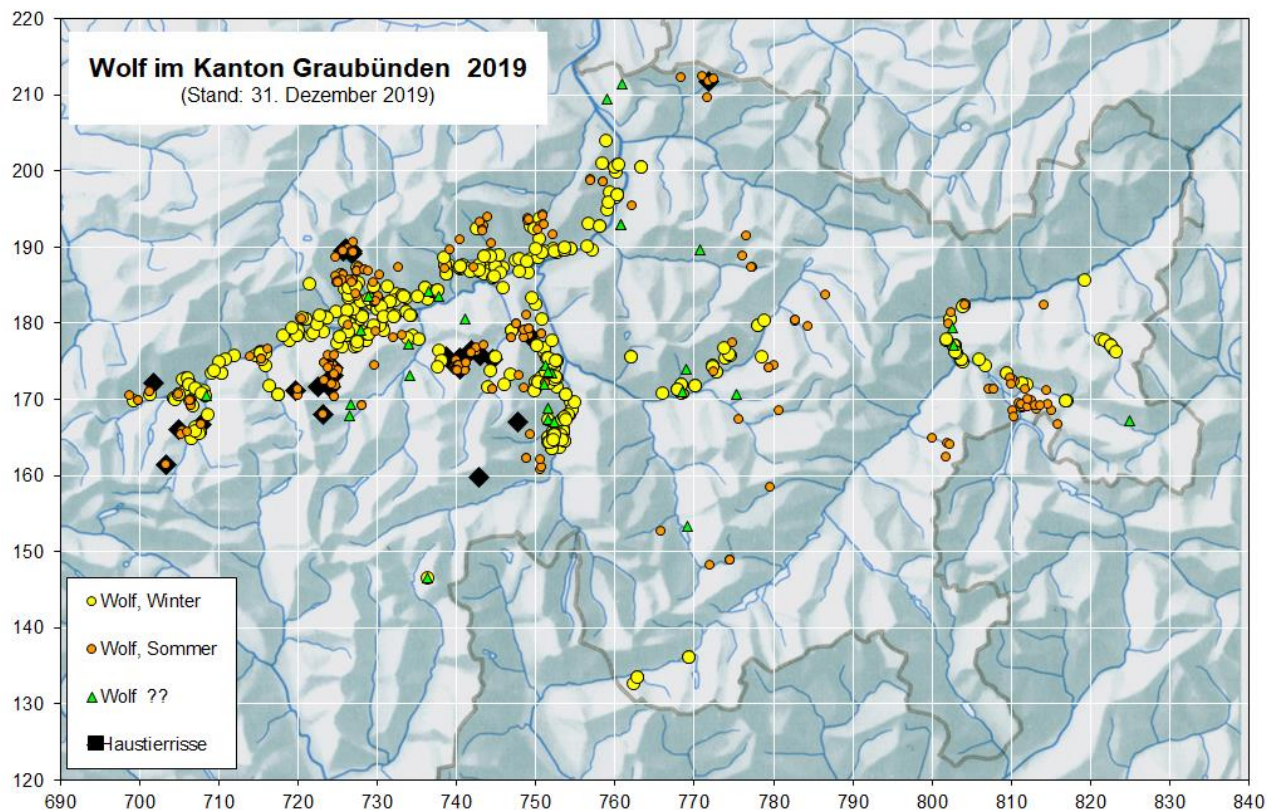 Wolf im Kanton Graubünden 2019
(Stand: 31. Dezember 2019)
220
210
200
190
180
170
160
150
140
130
120
Wolf, Winter
Wolf, Sommer
Wolf ??
Haustierrisse
690 700 710 720 730 740 750 760 770 780 790 800 810 820 830 840